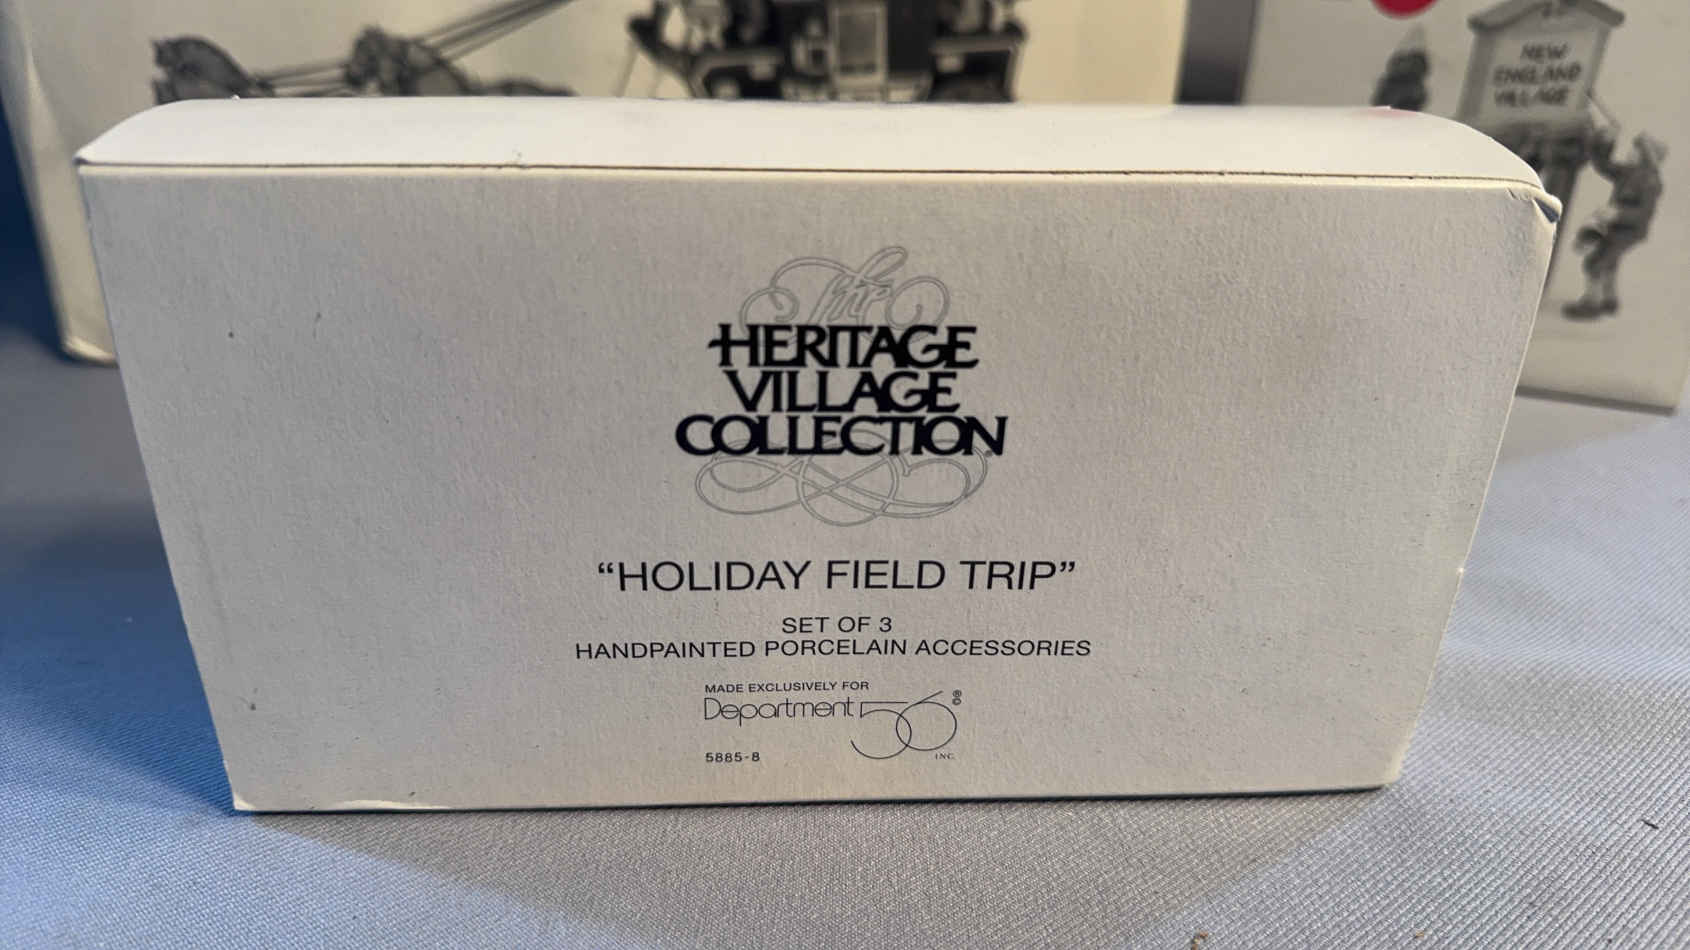 NEW
ENGLAND
VILLAGE
The
HERITAGE
VILLAGE
COLLECTION®
“HOLIDAY FIELD TRIP”
SET OF 3
HANDPAINTED PORCELAIN ACCESSORIES
MADE EXCLUSIVELY FOR
Department 56 ® ©
INC.
5885-8